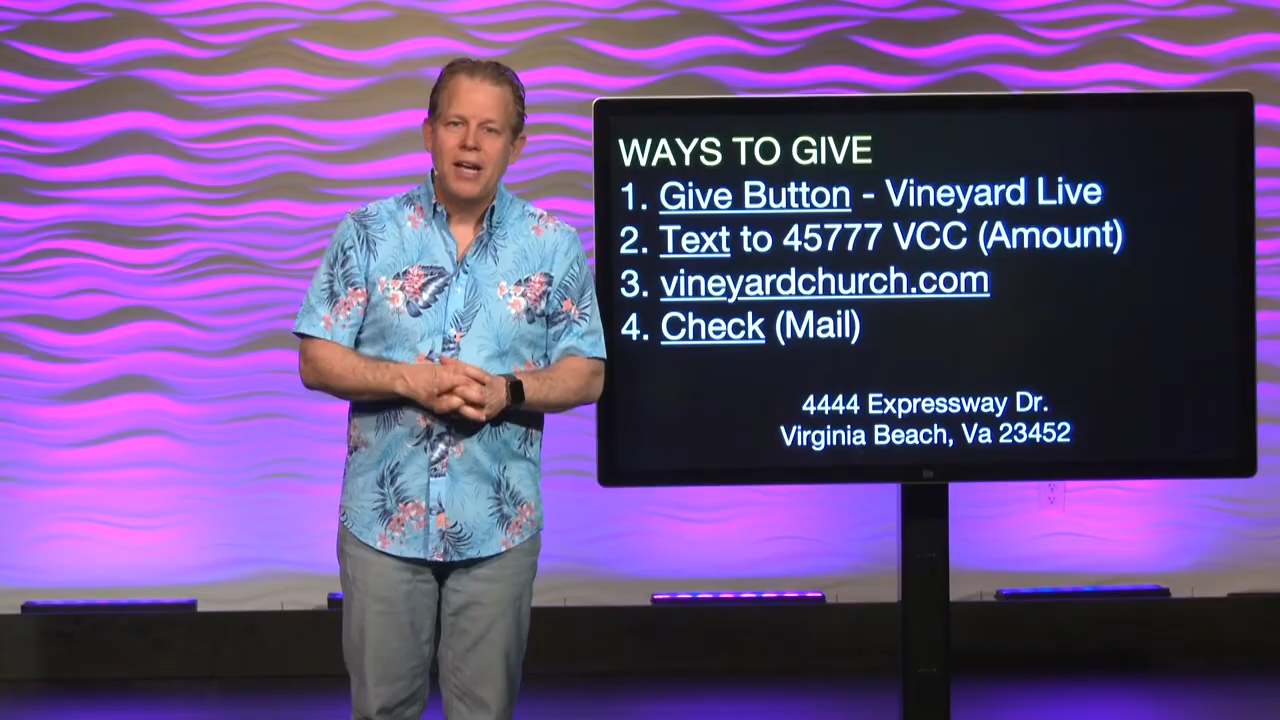 WAYS TO GIVE
1. Give Button - Vineyard Live
2. Text to 45777 VCC (Amount)
3. vineyardchurch.com
4. Check (Mail)
4444 Expressway Dr.
Virginia Beach, Va 23452